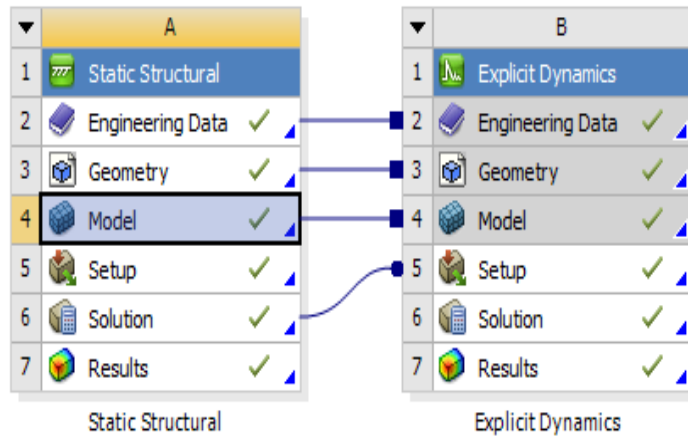 A
1 Static Structural
2 Engineering Data
3 Geometry
4 Model
5 Setup
6 Solution
7 Results
Static Structural
B
1 Explicit Dynamics
2 Engineering Data
3 Geometry
4 Model
5 Setup
6 Solution
7 Results
Explicit Dynamics